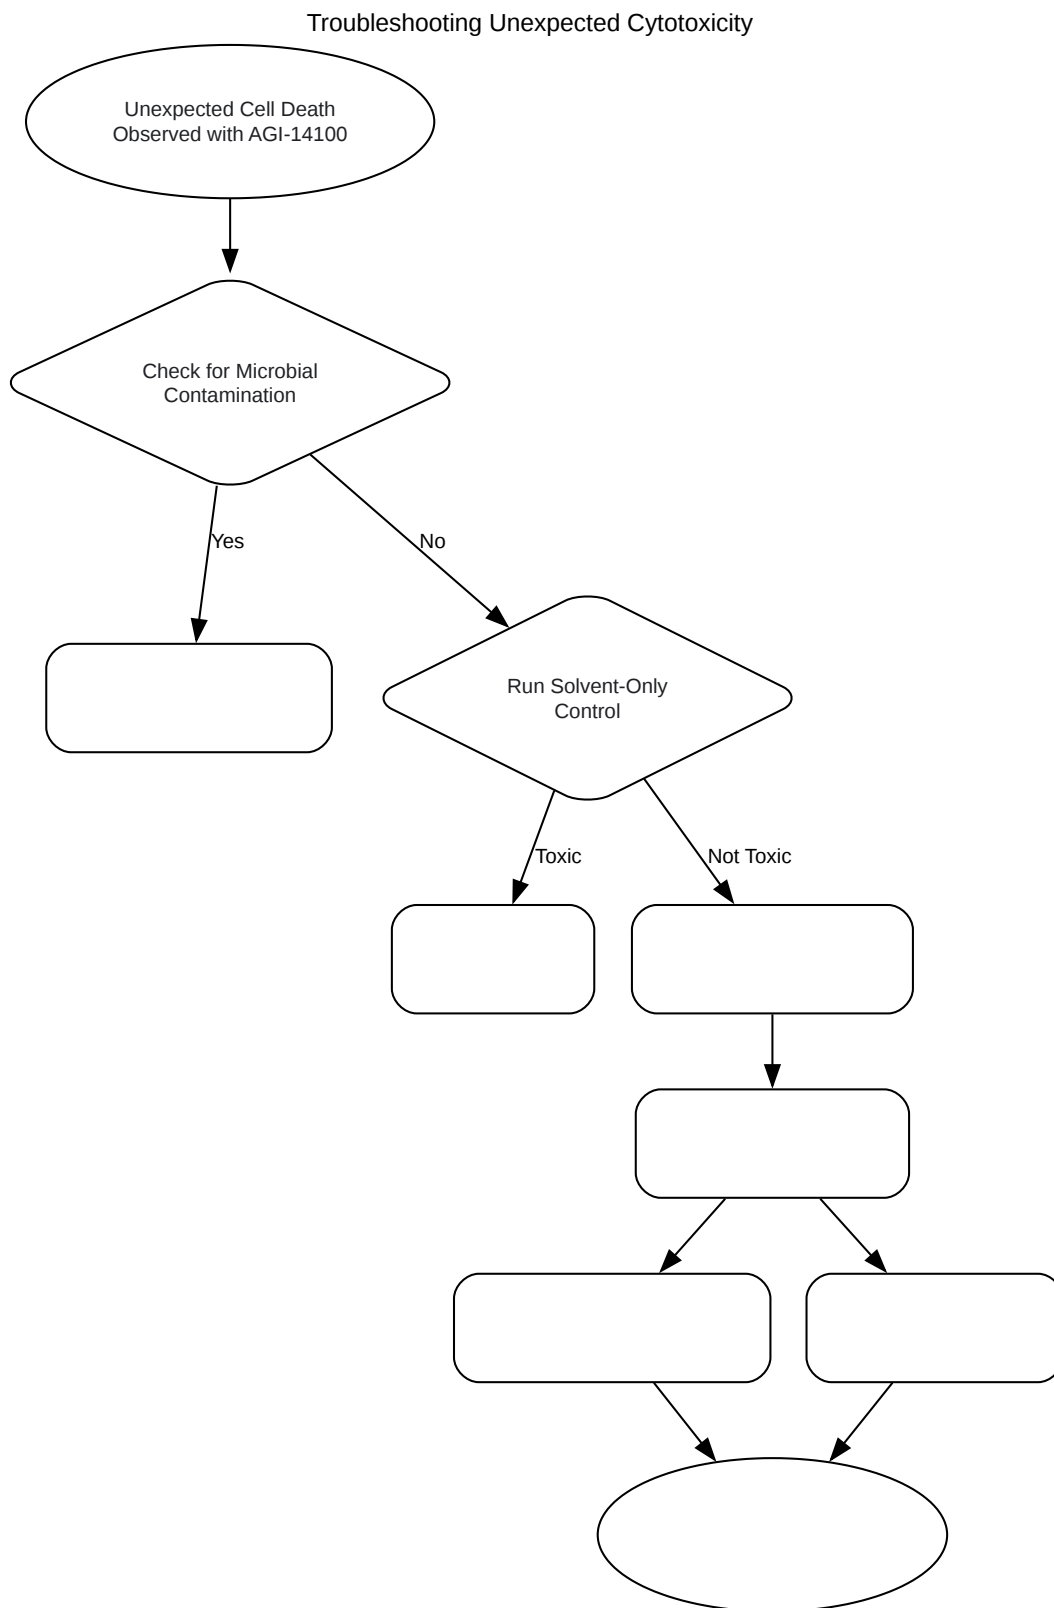 Troubleshooting Unexpected Cytotoxicity
Unexpected Cell Death
Observed with AGI-14100
Check for Microbial
Contamination
Yes
No
Run Solvent-Only
Control
Toxic
Not Toxic